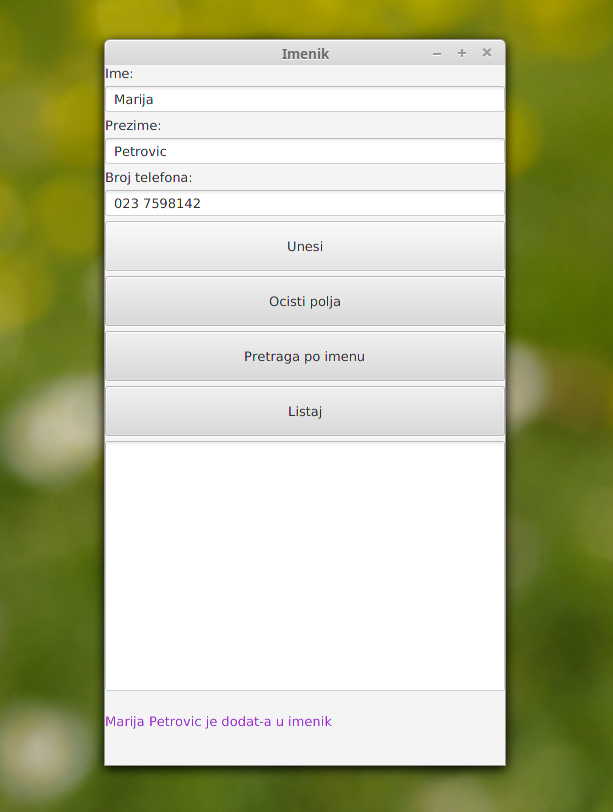 Imenik
Ime:
Marija
Prezime:
Petrovic
Broj telefona:
023 7598142
Unesi
Ocisti polja
Pretraga po imenu
Listaj
Marija Petrovic je dodat-a u imenik